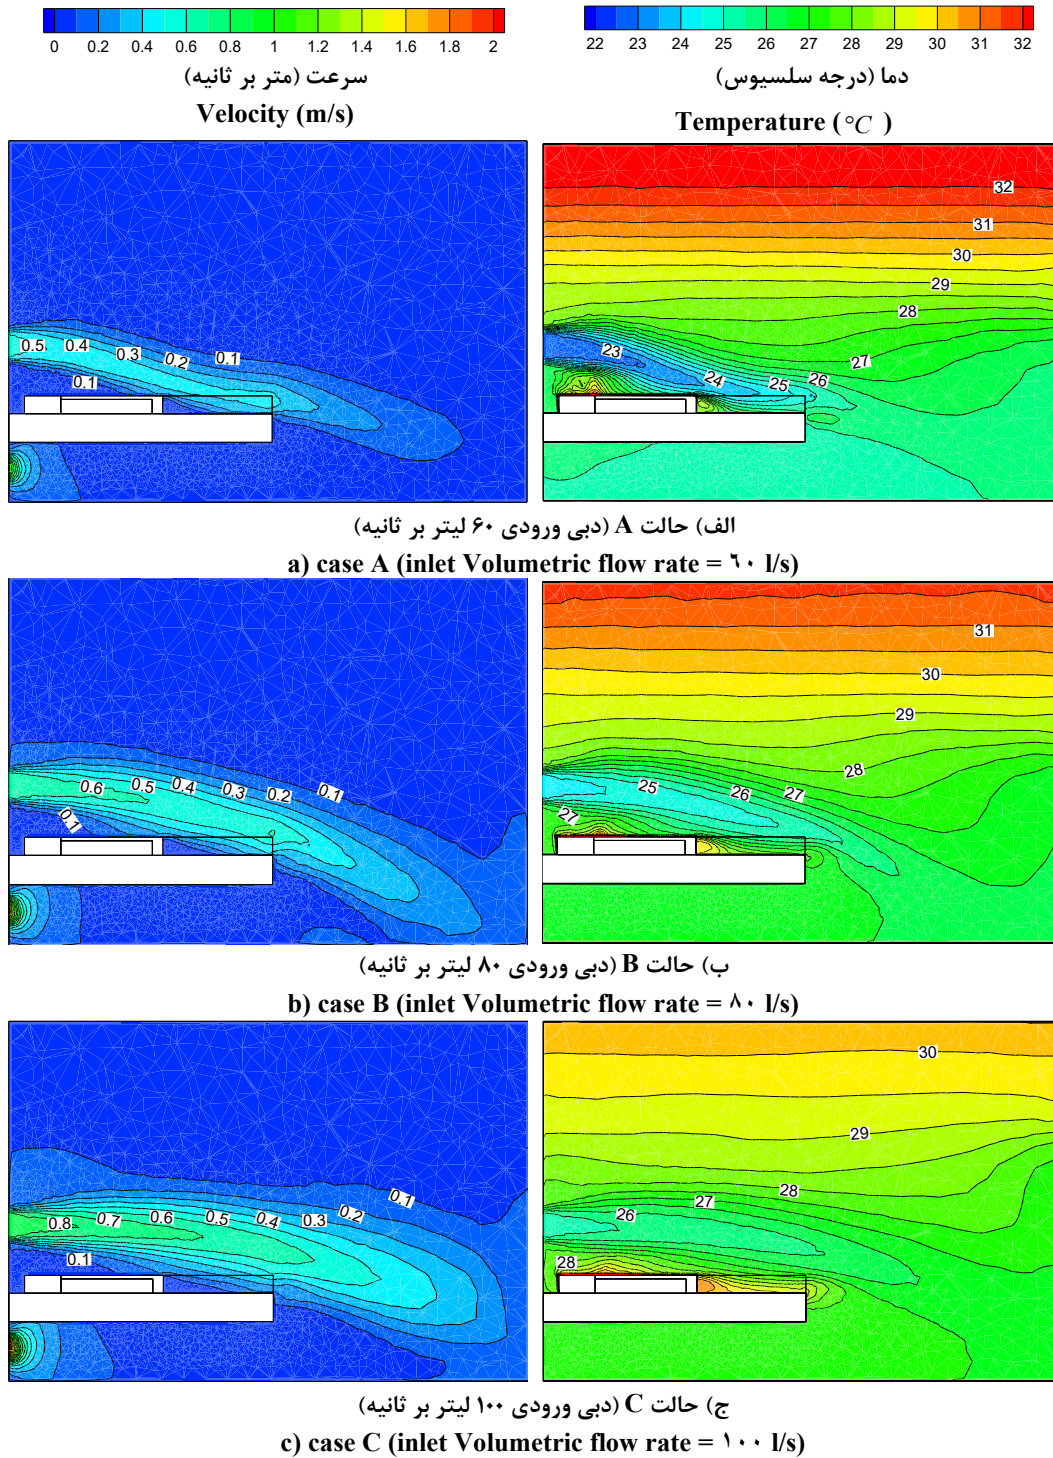 0 0.2 0.4 0.6 0.8 1 1.2 1.4 1.6 1.8 2
سرعت (متر بر ثانیه)
Velocity (m/s)
22 23 24 25 26 27 28 29 30 31 32
دما (درجه سلسیوس)
Temperature (°C )
0.5 0.4 0.3 0.2 0.1
0.1
32
31
30
29
28
27
23
24 25 26
الف) حالت A (دبی ورودی ۶۰ لیتر بر ثانیه)
a) case A (inlet Volumetric flow rate = ٦٠ l/s)
0.6 0.5 0.4 0.3 0.2 0.1
0.1
31
30
29
28
25 26 27
27
ب) حالت B (دبی ورودی ۸۰ لیتر بر ثانیه)
b) case B (inlet Volumetric flow rate = ٨٠ l/s)
0.8 0.7 0.6 0.5 0.4 0.3 0.2 0.1
0.1
30
29
28
27
26
28
ج) حالت C (دبی ورودی ۱۰۰ لیتر بر ثانیه)
c) case C (inlet Volumetric flow rate = ١٠٠ l/s)